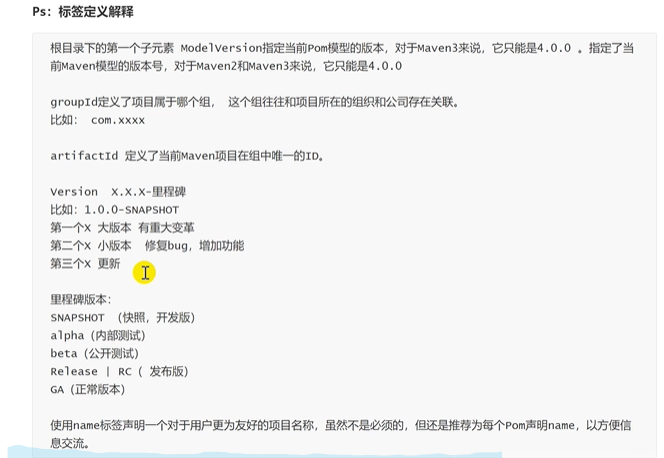 Ps：标签定义解释
根目录下的第一个子元素 ModelVersion指定当前Pom模型的版本，对于Maven3来说，它只能是4.0.0 。指定了当
前Maven模型的版本号，对于Maven2和Maven3来说，它只能是4.0.0
groupId定义了项目属于哪个组， 这个组往往和项目所在的组织和公司存在关联。
比如： com.xxxx
artifactId 定义了当前Maven项目在组中唯一的ID。
Version X.X.X-里程碑
比如：1.0.0-SNAPSHOT
第一个X 大版本 有重大变革
第二个X 小版本 修复bug，增加功能
第三个X 更新
里程碑版本：
SNAPSHOT （快照，开发版）
alpha（内部测试）
beta（公开测试）
Release | RC（ 发布版）
GA（正常版本）
使用name标签声明一个对于用户更为友好的项目名称，虽然不是必须的，但还是推荐为每个Pom声明name，以方便信
息交流。